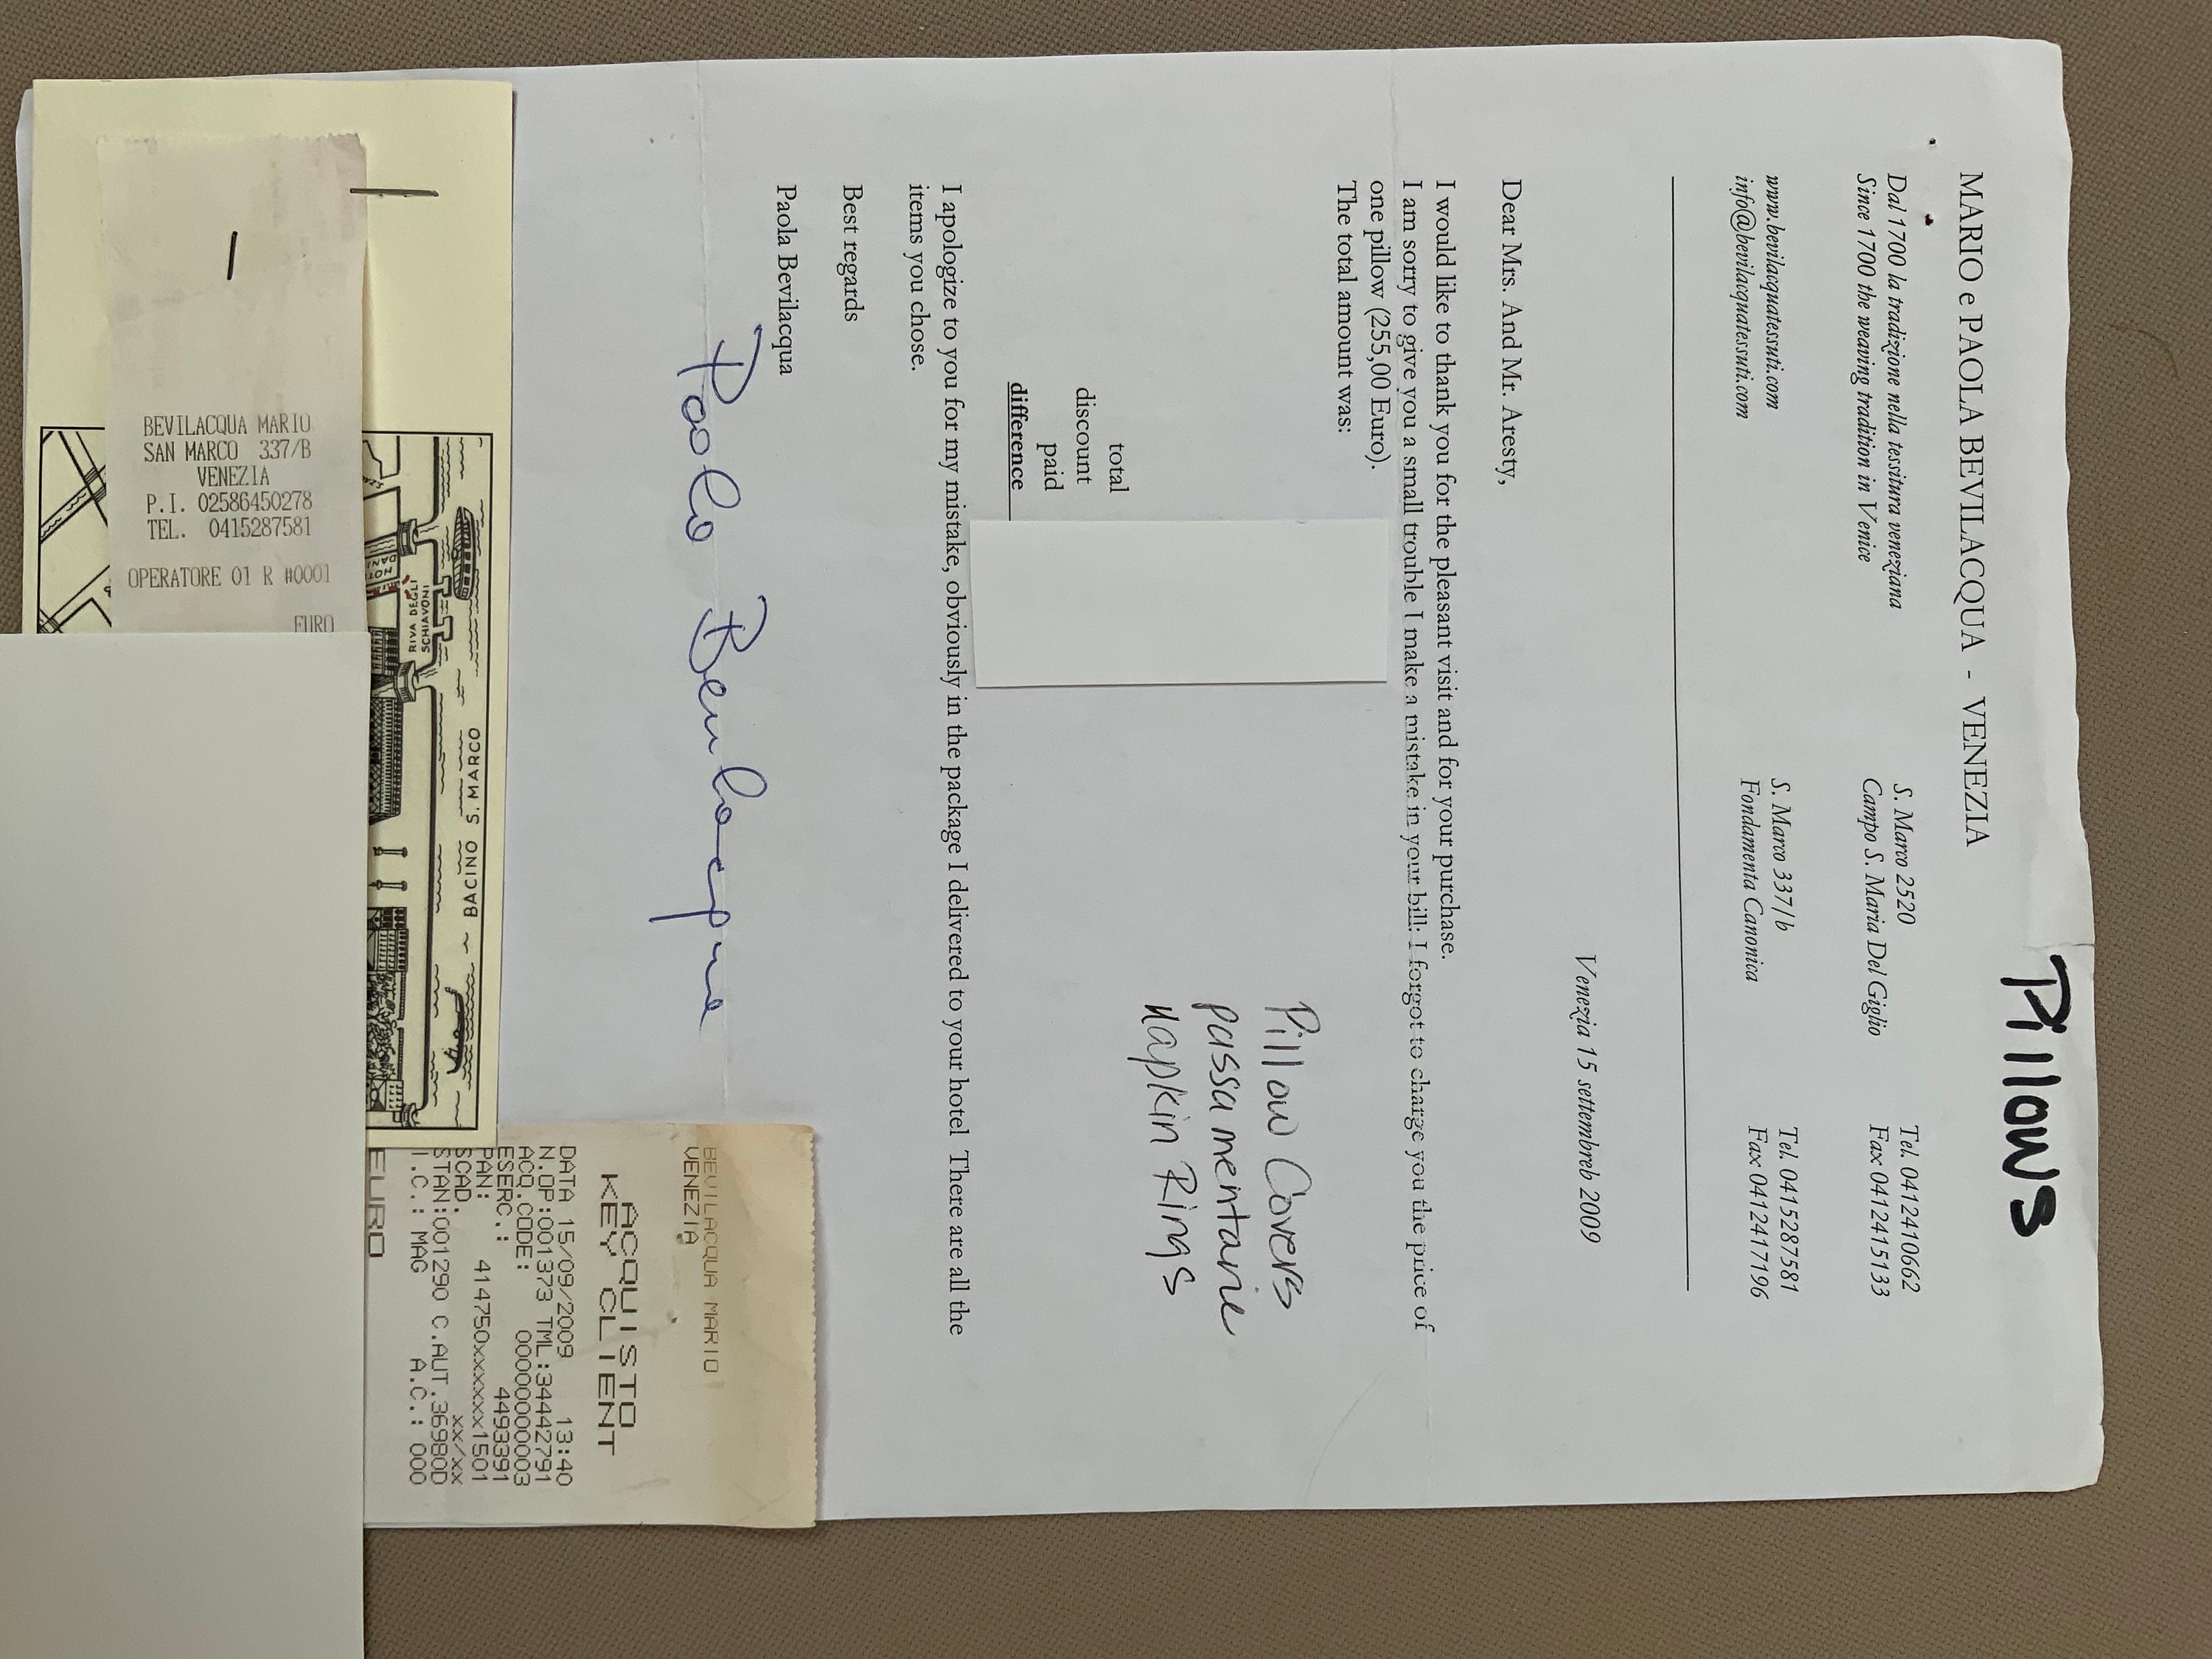 Pillows
MARIO e PAOLA BEVILACQUA - VENEZIA
Dal 1700 la tradizione nella tessitura veneziana
Since 1700 the weaving tradition in Venice
S. Marco 2520
Campo S. Maria Del Giglio
Tel. 0412410662
Fax 0412415133
www.bevilacquatessuti.com
info@bevilacquatessuti.com
S. Marco 337/b
Fondamenta Canonica
Tel. 0415287581
Fax 0412417196
Venezia 15 settembreb 2009
Dear Mrs. And Mr. Aresty,
I would like to thank you for the pleasant visit and for your purchase.
I am sorry to give you a small trouble I make a mistake in your bill: I forgot to charge you the price of
one pillow (255,00 Euro).
The total amount was:
Pillow Covers
passamentarie
napkin Rings
total
discount
paid
difference
I apologize to you for my mistake, obviously in the package I delivered to your hotel There are all the
items you chose.
Best regards
Paola Bevilacqua
Paola Bevilacqua
BEVILACQUA MARIO
VENEZIA
ACQUISTO
KEY CLIENT
DATA 15/09/2009 13:40
N.OP:001373 TML:34442791
ACQ.CODE: 00000000003
ESERC.: 4493391
PAN: 414750xxxxxxx1501
SCAD. xx/xx
STAN:001290 C.AUT.36980D
I.C.: MAG A.C.: 000
EURO
BEVILACQUA MARIO
SAN MARCO 337/B
VENEZIA
P.I. 02586450278
TEL. 0415287581
OPERATORE 01 R #0001
EURO
BACINO S. MARCO
RIVA DEGLI
SCHIAVONI